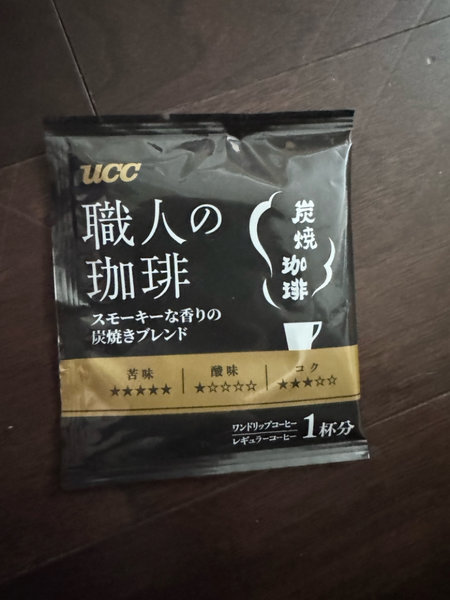 UCC
職人の
珈琲
スモーキーな香りの
炭焼きブレンド
炭焼珈琲
苦味 酸味 コク
★★★★★ ★☆☆☆☆ ★★★☆☆
ワンドリップコーヒー
レギュラーコーヒー
1杯分